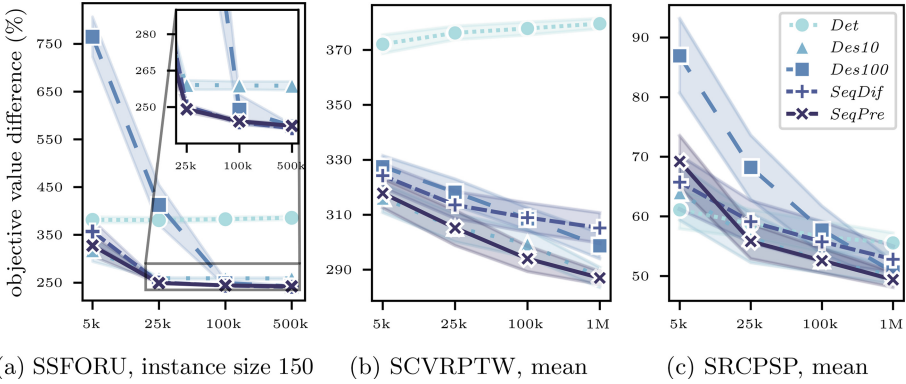 objective value difference (%)
750
650
550
450
350
250
280
265
250
25k
100k
500k
5k
25k
100k
500k
370
350
330
310
290
5k
25k
100k
1M
90
80
70
60
50
Det
Des10
Des100
SeqDif
SeqPre
5k
25k
100k
1M
(a) SSFORU, instance size 150
(b) SCVRPTW, mean
(c) SRCPSP, mean